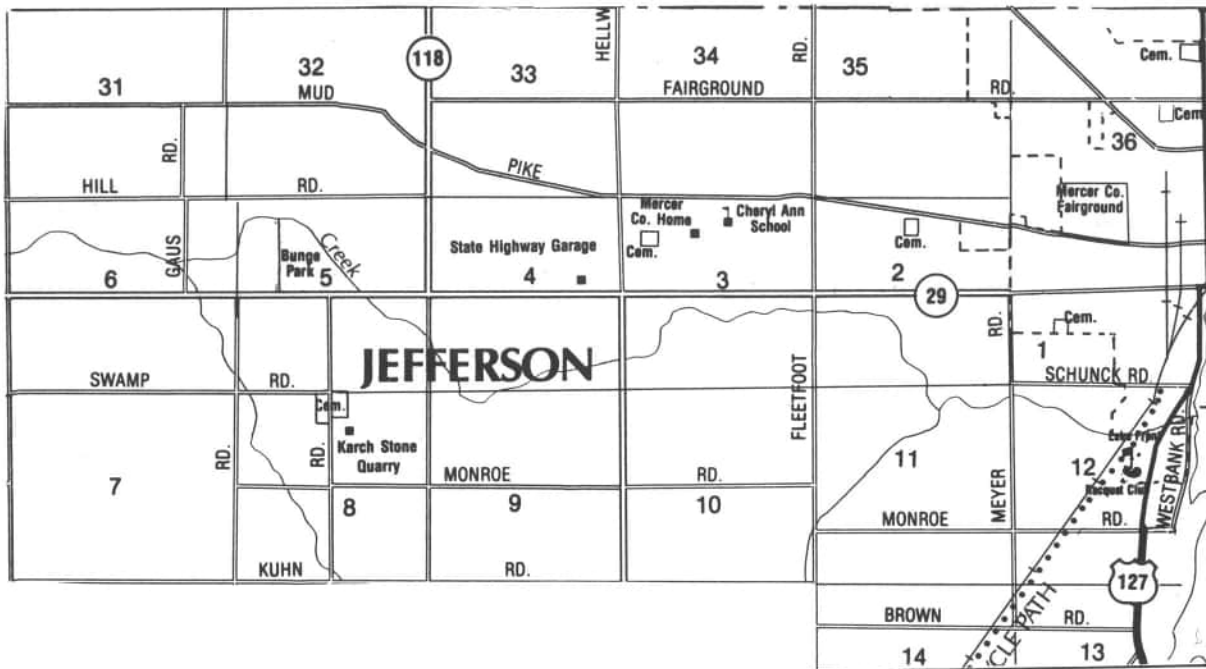 31
32
MUD
118
33
HELLW
34
FAIRGROUND
RD.
35
RD.
Cem.
Cem
36
RD.
HILL
RD.
PIKE
Mercer
Co. Home
Cem.
Cheryl Ann
School
Cem.
Mercer Co.
Fairground
GAUS
6
Bunge
Park
5
Creek
State Highway Garage
4
3
2
29
RD.
Cem.
1
SWAMP
RD.
JEFFERSON
FLEETFOOT
SCHUNCK RD.
Cem.
Karch Stone
Quarry
RD.
RD.
7
8
MONROE
9
RD.
10
11
MEYER
12
Racquet Club
WESTBANK RD.
MONROE
RD.
KUHN
RD.
127
BROWN
RD.
CLE PATH
14
13